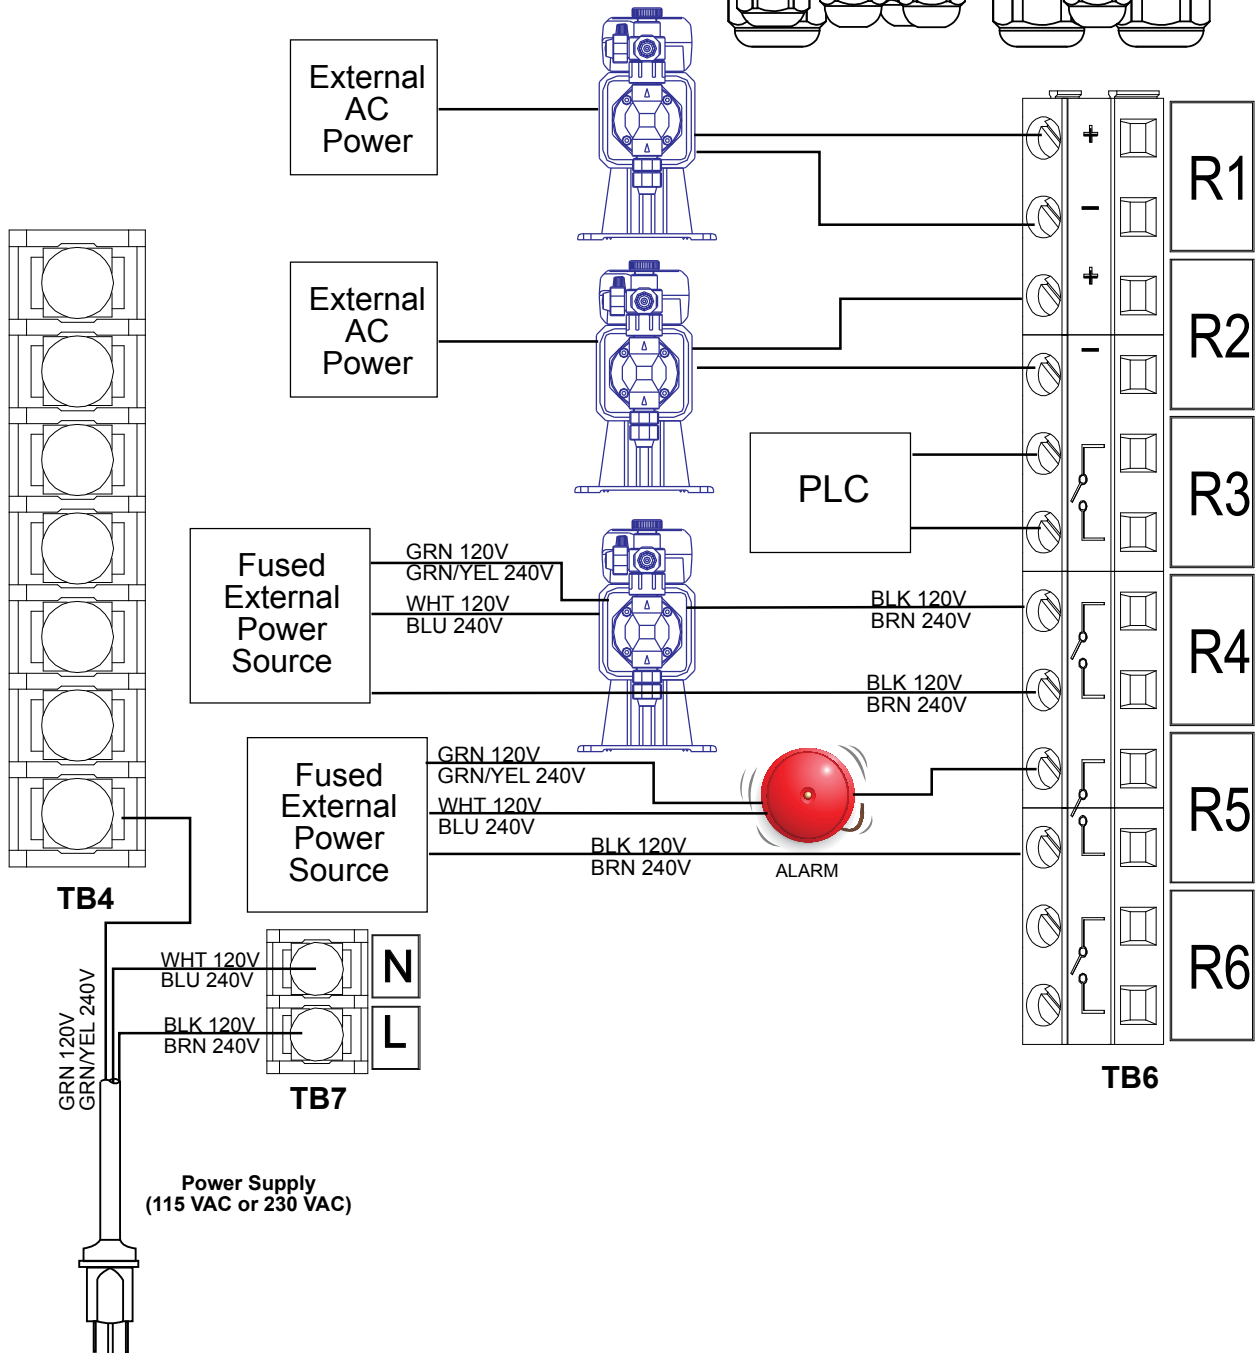 External
AC
Power
+
−
R1
External
AC
Power
+
−
R2
PLC
R3
Fused
External
Power
Source
GRN 120V
GRN/YEL 240V
WHT 120V
BLU 240V
BLK 120V
BRN 240V
BLK 120V
BRN 240V
R4
Fused
External
Power
Source
GRN 120V
GRN/YEL 240V
WHT 120V
BLU 240V
BLK 120V
BRN 240V
ALARM
R5
TB4
WHT 120V
BLU 240V
N
BLK 120V
BRN 240V
L
GRN 120V
GRN/YEL 240V
TB7
R6
TB6
Power Supply
(115 VAC or 230 VAC)